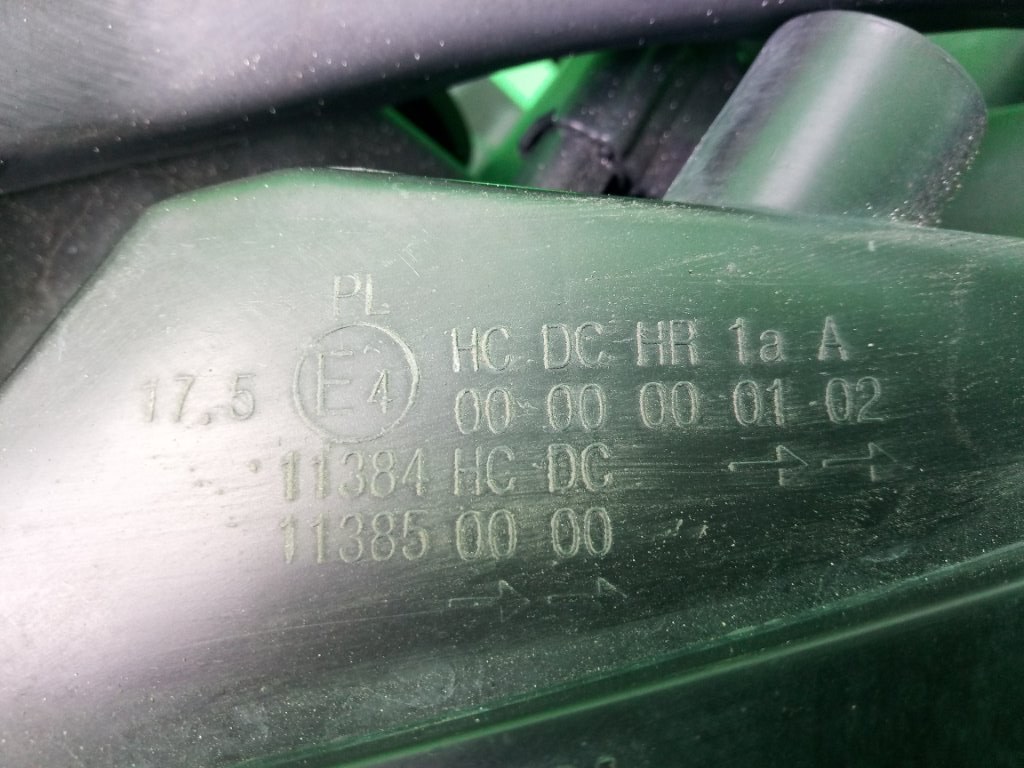 PL
17.5 E4 HC DC HR 1a A
00 00 00 01 02
11384 HC DC →→
11385 00 00
→→